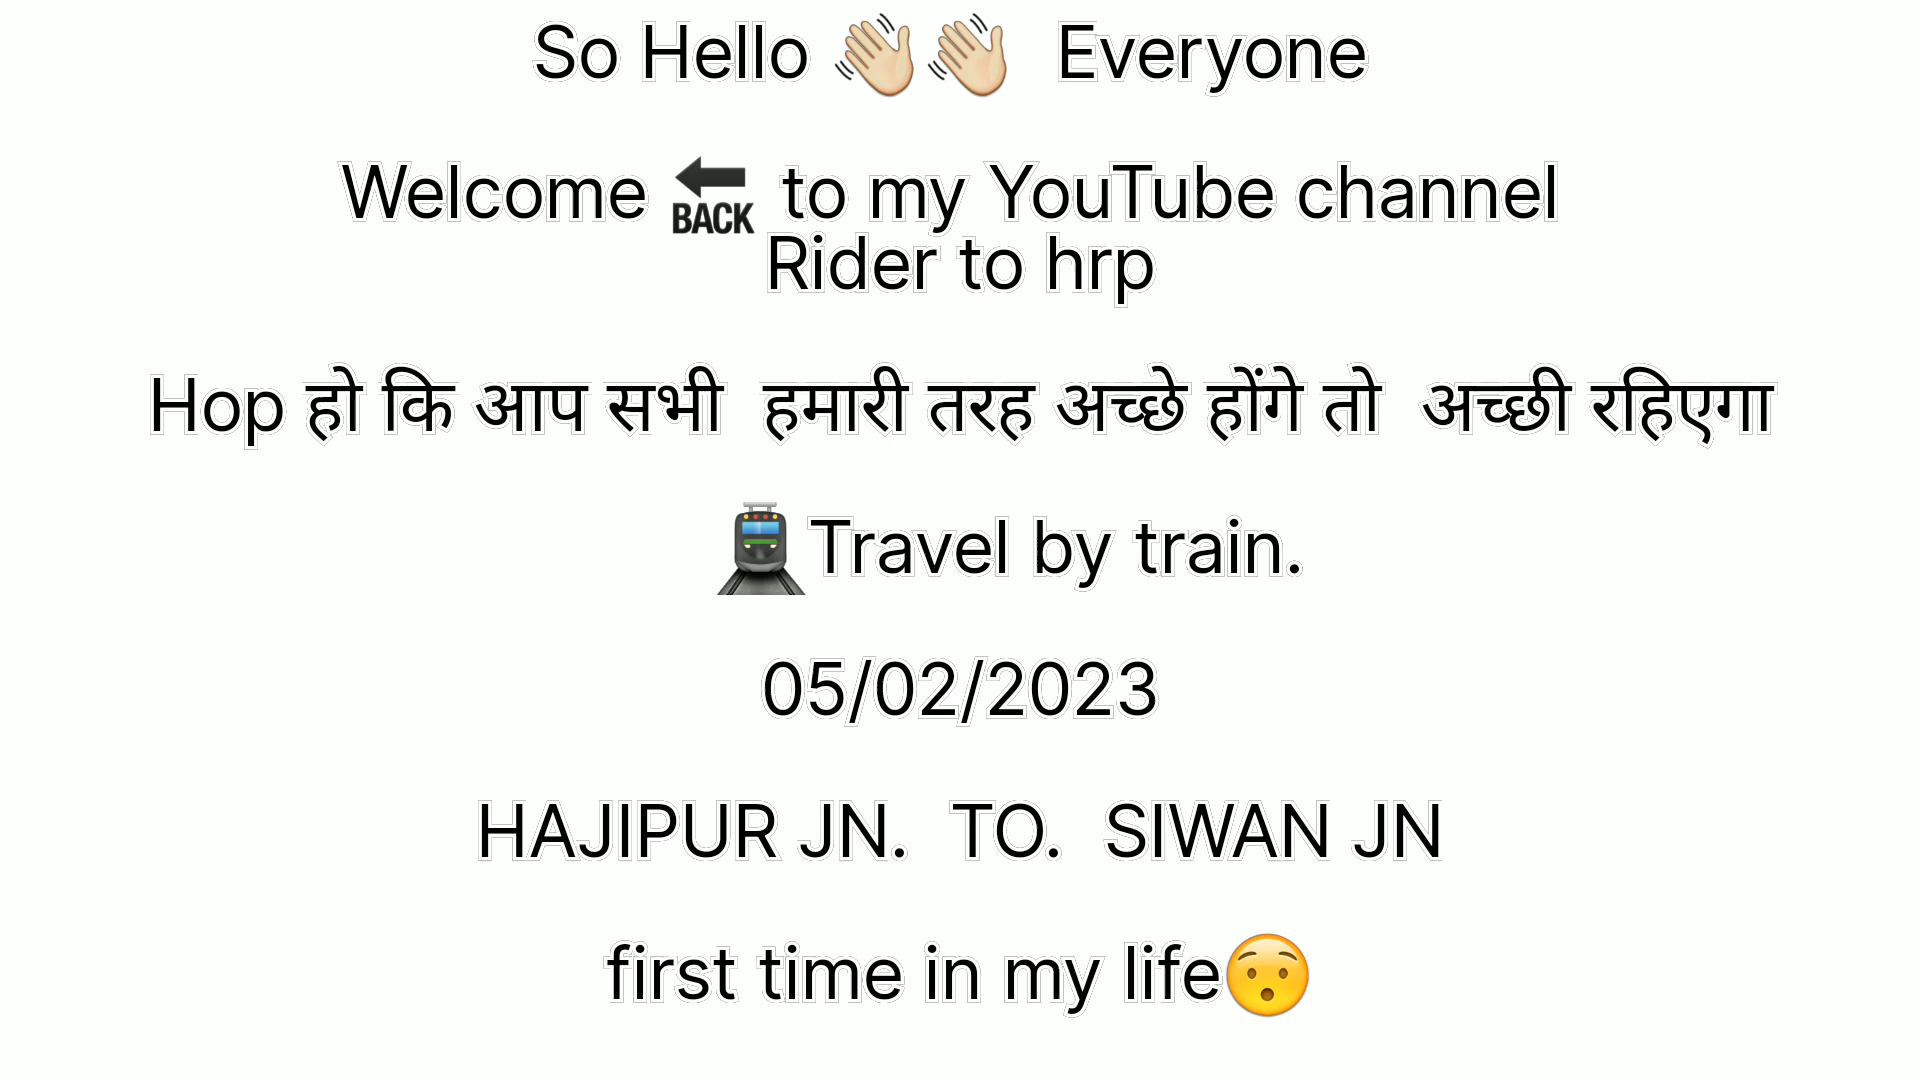 So Hello 👋👋 Everyone
Welcome 🔙 to my YouTube channel
Rider to hrp
Hop हो कि आप सभी हमारी तरह अच्छे होंगे तो अच्छी रहिएगा
🚊Travel by train.
05/02/2023
HAJIPUR JN. TO. SIWAN JN
first time in my life😯